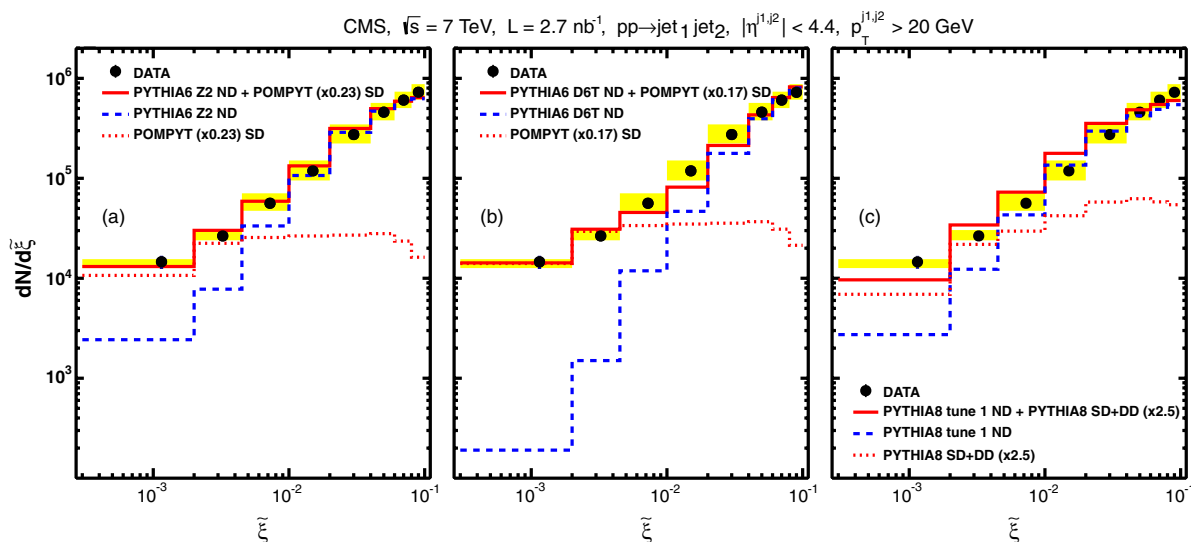 CMS, √s = 7 TeV, L = 2.7 nb⁻¹, pp→jet₁ jet₂, |η^{j1,j2}| < 4.4, p_T^{j1,j2} > 20 GeV
dN/dξ̃
10⁶
10⁵
10⁴
10³
DATA
PYTHIA6 Z2 ND + POMPYT (x0.23) SD
PYTHIA6 Z2 ND
POMPYT (x0.23) SD
(a)
10⁻³ 10⁻² 10⁻¹
ξ̃
DATA
PYTHIA6 D6T ND + POMPYT (x0.17) SD
PYTHIA6 D6T ND
POMPYT (x0.17) SD
(b)
10⁻³ 10⁻² 10⁻¹
ξ̃
(c)
DATA
PYTHIA8 tune 1 ND + PYTHIA8 SD+DD (x2.5)
PYTHIA8 tune 1 ND
PYTHIA8 SD+DD (x2.5)
10⁻³ 10⁻² 10⁻¹
ξ̃